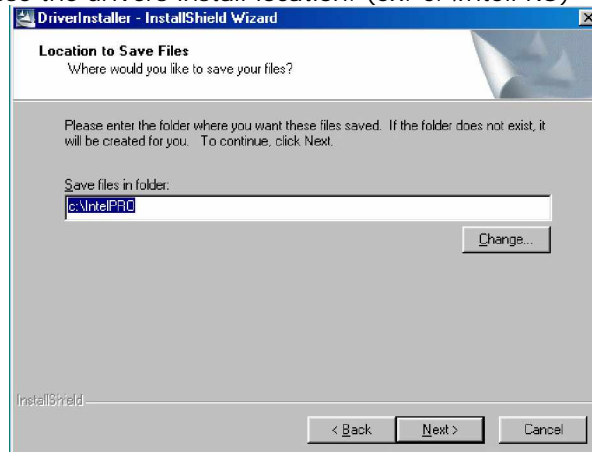 DriverInstaller - InstallShield Wizard
Location to Save Files
Where would you like to save your files?
Please enter the folder where you want these files saved. If the folder does not exist, it
will be created for you. To continue, click Next.
Save files in folder:
c:\IntelPRO
Change...
InstallShield
< Back Next > Cancel